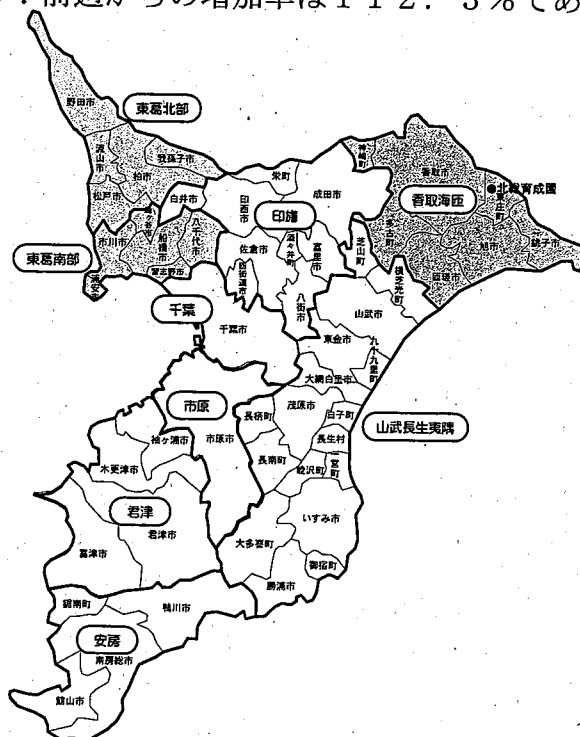 前週からの増加率は112.3%であ
野田市
東葛北部
流山市
柏市
我孫子市
松戸市
白井市
印西市
栄町
成田市
神崎町
香取市
香取海匝
●北総育成園
東庄町
多古町
旭市
銚子市
匝瑳市
印旛
東葛南部
市川市
船橋市
八千代市
習志野市
浦安市
佐倉市
酒々井町
富里市
四街道市
八街市
芝山町
横芝光町
千葉
千葉市
山武市
東金市
九十九里町
大網白里市
市原
市原市
長柄町
茂原市
白子町
長生村
山武長生夷隅
長南町
睦沢町
袖ヶ浦市
木更津市
君津
君津市
富津市
いすみ市
大多喜町
御宿町
勝浦市
鋸南町
鴨川市
安房
南房総市
館山市